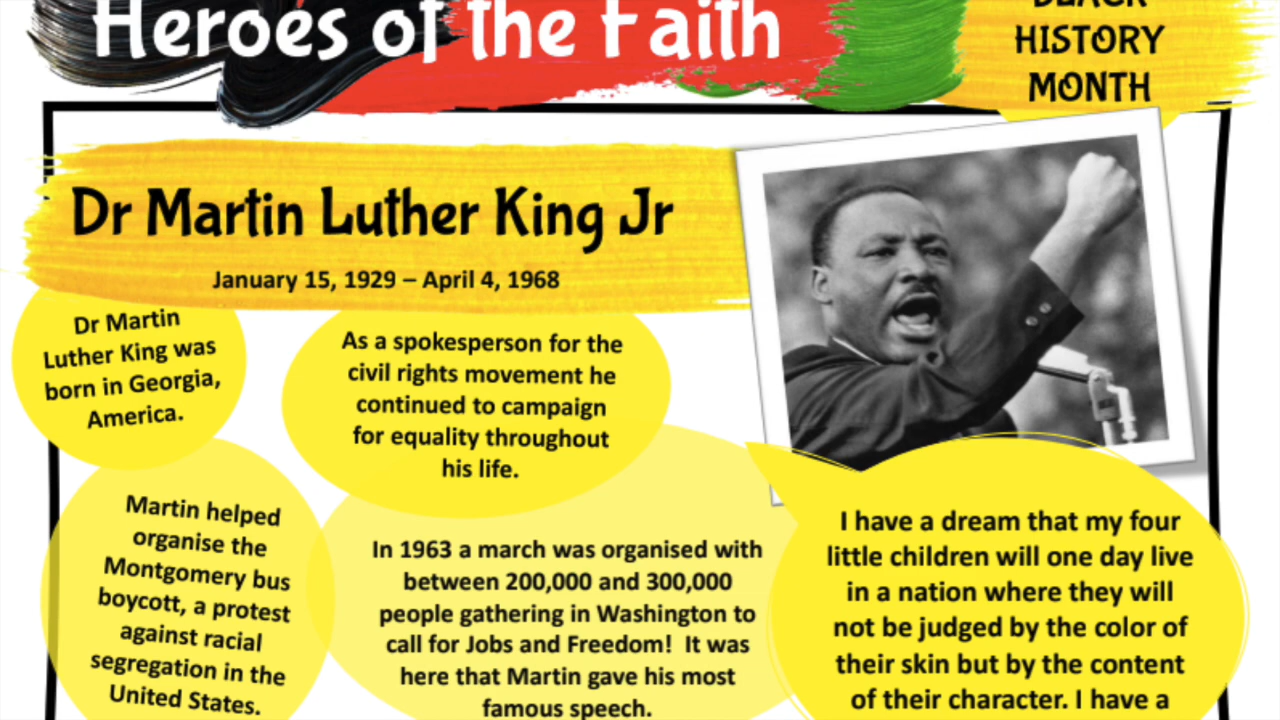 Heroes of the Faith
BLACK
HISTORY
MONTH
Dr Martin Luther King Jr
January 15, 1929 – April 4, 1968
Dr Martin
Luther King was
born in Georgia,
America.
As a spokesperson for the
civil rights movement he
continued to campaign
for equality throughout
his life.
Martin helped
organise the
Montgomery bus
boycott, a protest
against racial
segregation in the
United States.
In 1963 a march was organised with
between 200,000 and 300,000
people gathering in Washington to
call for Jobs and Freedom! It was
here that Martin gave his most
famous speech.
I have a dream that my four
little children will one day live
in a nation where they will
not be judged by the color of
their skin but by the content
of their character. I have a